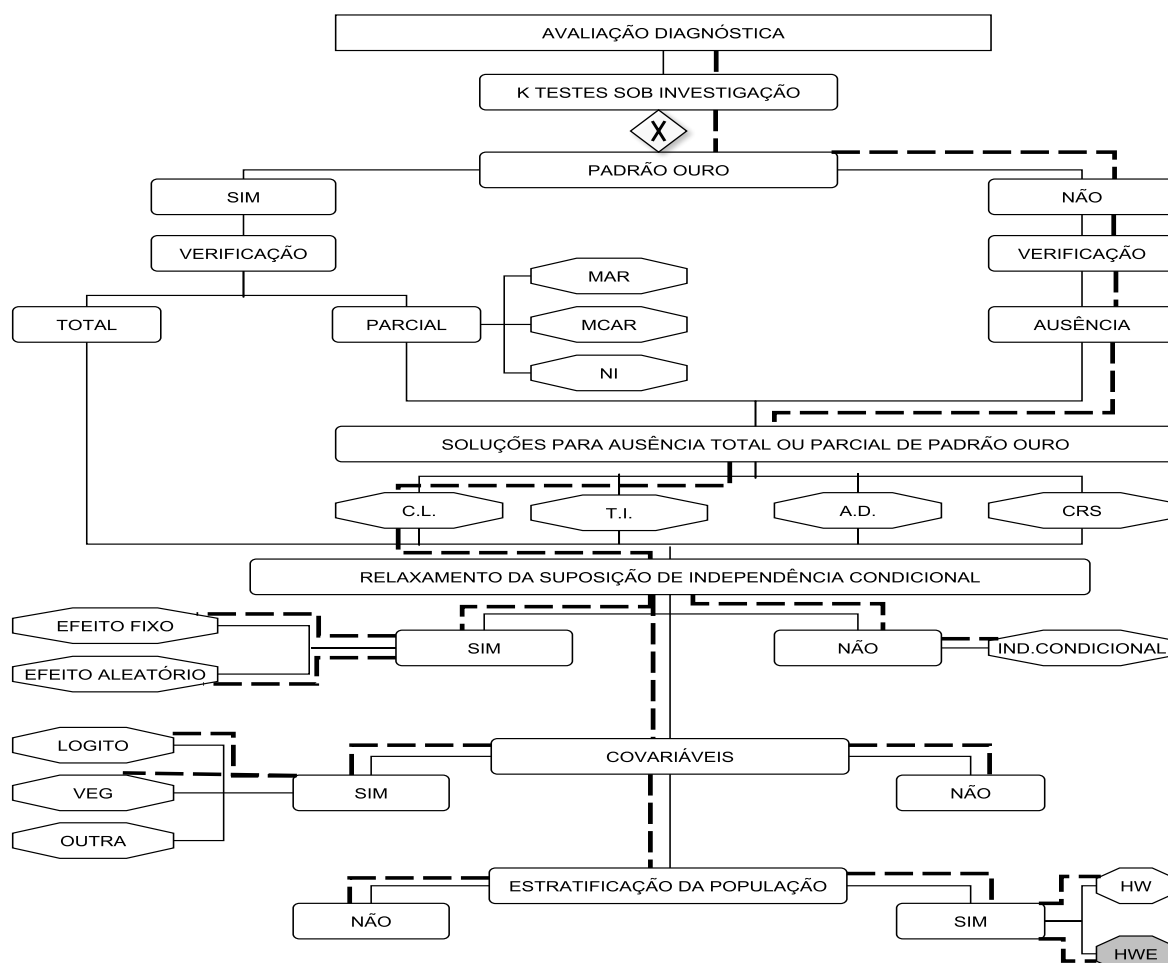 AVALIAÇÃO DIAGNÓSTICA
K TESTES SOB INVESTIGAÇÃO
X
PADRÃO OURO
SIM
NÃO
VERIFICAÇÃO
VERIFICAÇÃO
MAR
TOTAL
PARCIAL
MCAR
AUSÊNCIA
NI
SOLUÇÕES PARA AUSÊNCIA TOTAL OU PARCIAL DE PADRÃO OURO
C.L.
T.I.
A.D.
CRS
RELAXAMENTO DA SUPOSIÇÃO DE INDEPENDÊNCIA CONDICIONAL
EFEITO FIXO
SIM
NÃO
IND.CONDICIONAL
EFEITO ALEATÓRIO
LOGITO
COVARIÁVEIS
VEG
SIM
NÃO
OUTRA
ESTRATIFICAÇÃO DA POPULAÇÃO
HW
NÃO
SIM
HWE